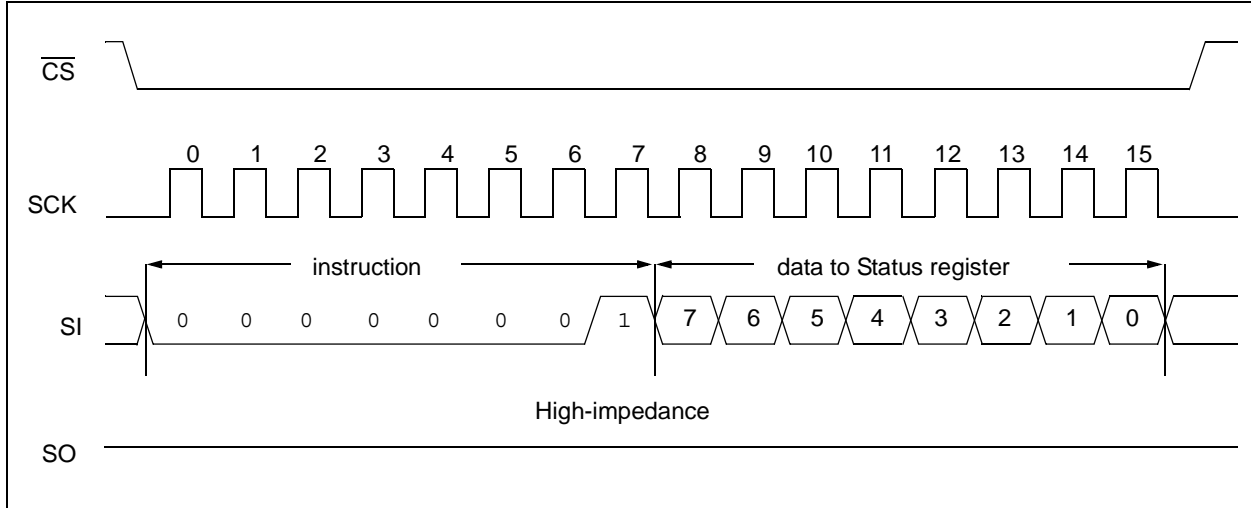 CS
0 1 2 3 4 5 6 7 8 9 10 11 12 13 14 15
SCK
instruction data to Status register
SI 0 0 0 0 0 0 0 1 7 6 5 4 3 2 1 0
High-impedance
SO